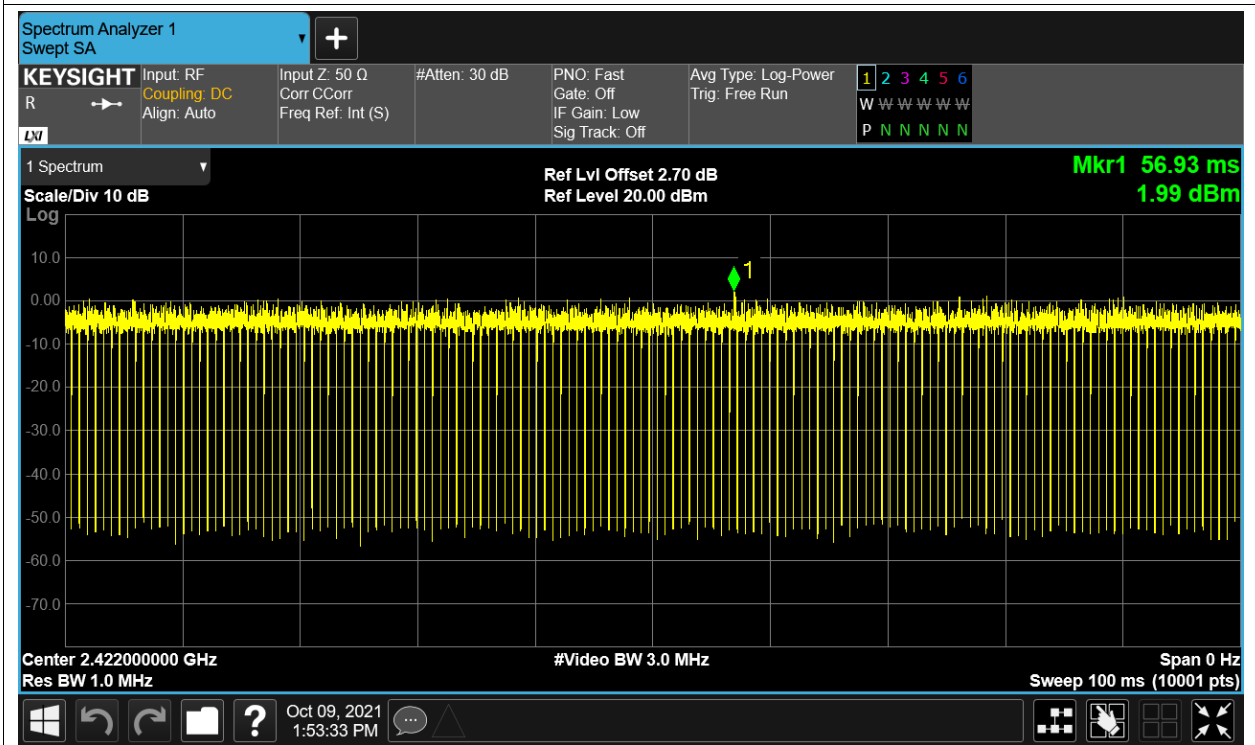 Spectrum Analyzer 1
Swept SA
+
KEYSIGHT
R
LXI
Input: RF
Coupling: DC
Align: Auto
Input Z: 50 Ω
Corr CCorr
Freq Ref: Int (S)
#Atten: 30 dB
PNO: Fast
Gate: Off
IF Gain: Low
Sig Track: Off
Avg Type: Log-Power
Trig: Free Run
1 2 3 4 5 6
W W W W W W
P N N N N N
1 Spectrum
Scale/Div 10 dB
Ref Lvl Offset 2.70 dB
Ref Level 20.00 dBm
Mkr1 56.93 ms
1.99 dBm
Log
10.0
0.00
-10.0
-20.0
-30.0
-40.0
-50.0
-60.0
-70.0
1
Center 2.422000000 GHz
Res BW 1.0 MHz
#Video BW 3.0 MHz
Span 0 Hz
Sweep 100 ms (10001 pts)
?
Oct 09, 2021
1:53:33 PM